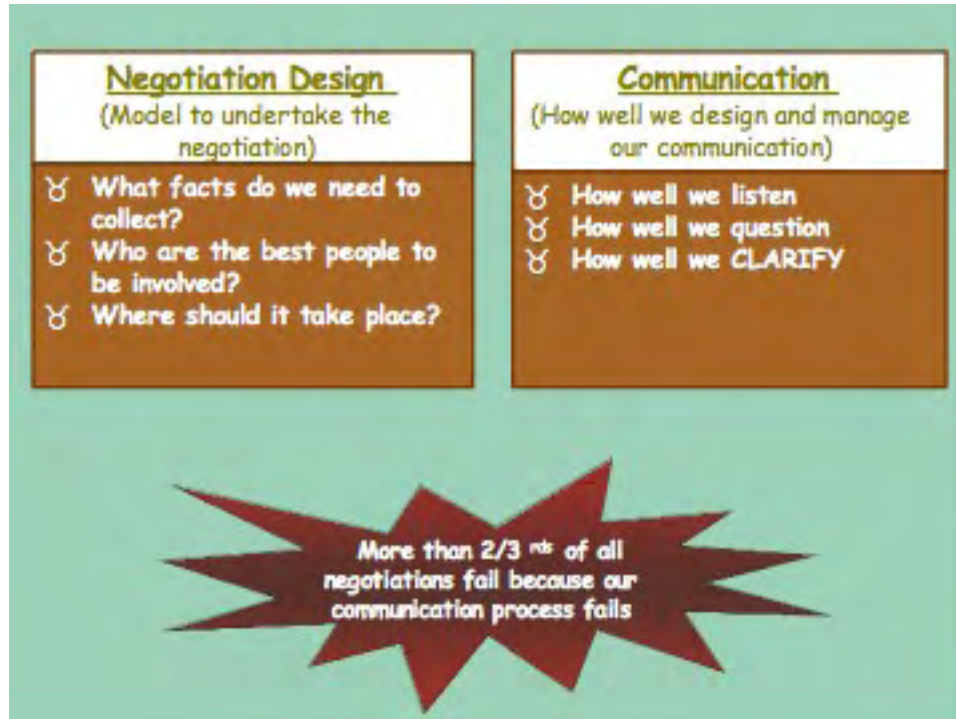 Negotiation Design
(Model to undertake the
negotiation)
♉ What facts do we need to
collect?
♉ Who are the best people to
be involved?
♉ Where should it take place?
Communication
(How well we design and manage
our communication)
♉ How well we listen
♉ How well we question
♉ How well we CLARIFY
More than 2/3 rds of all
negotiations fail because our
communication process fails